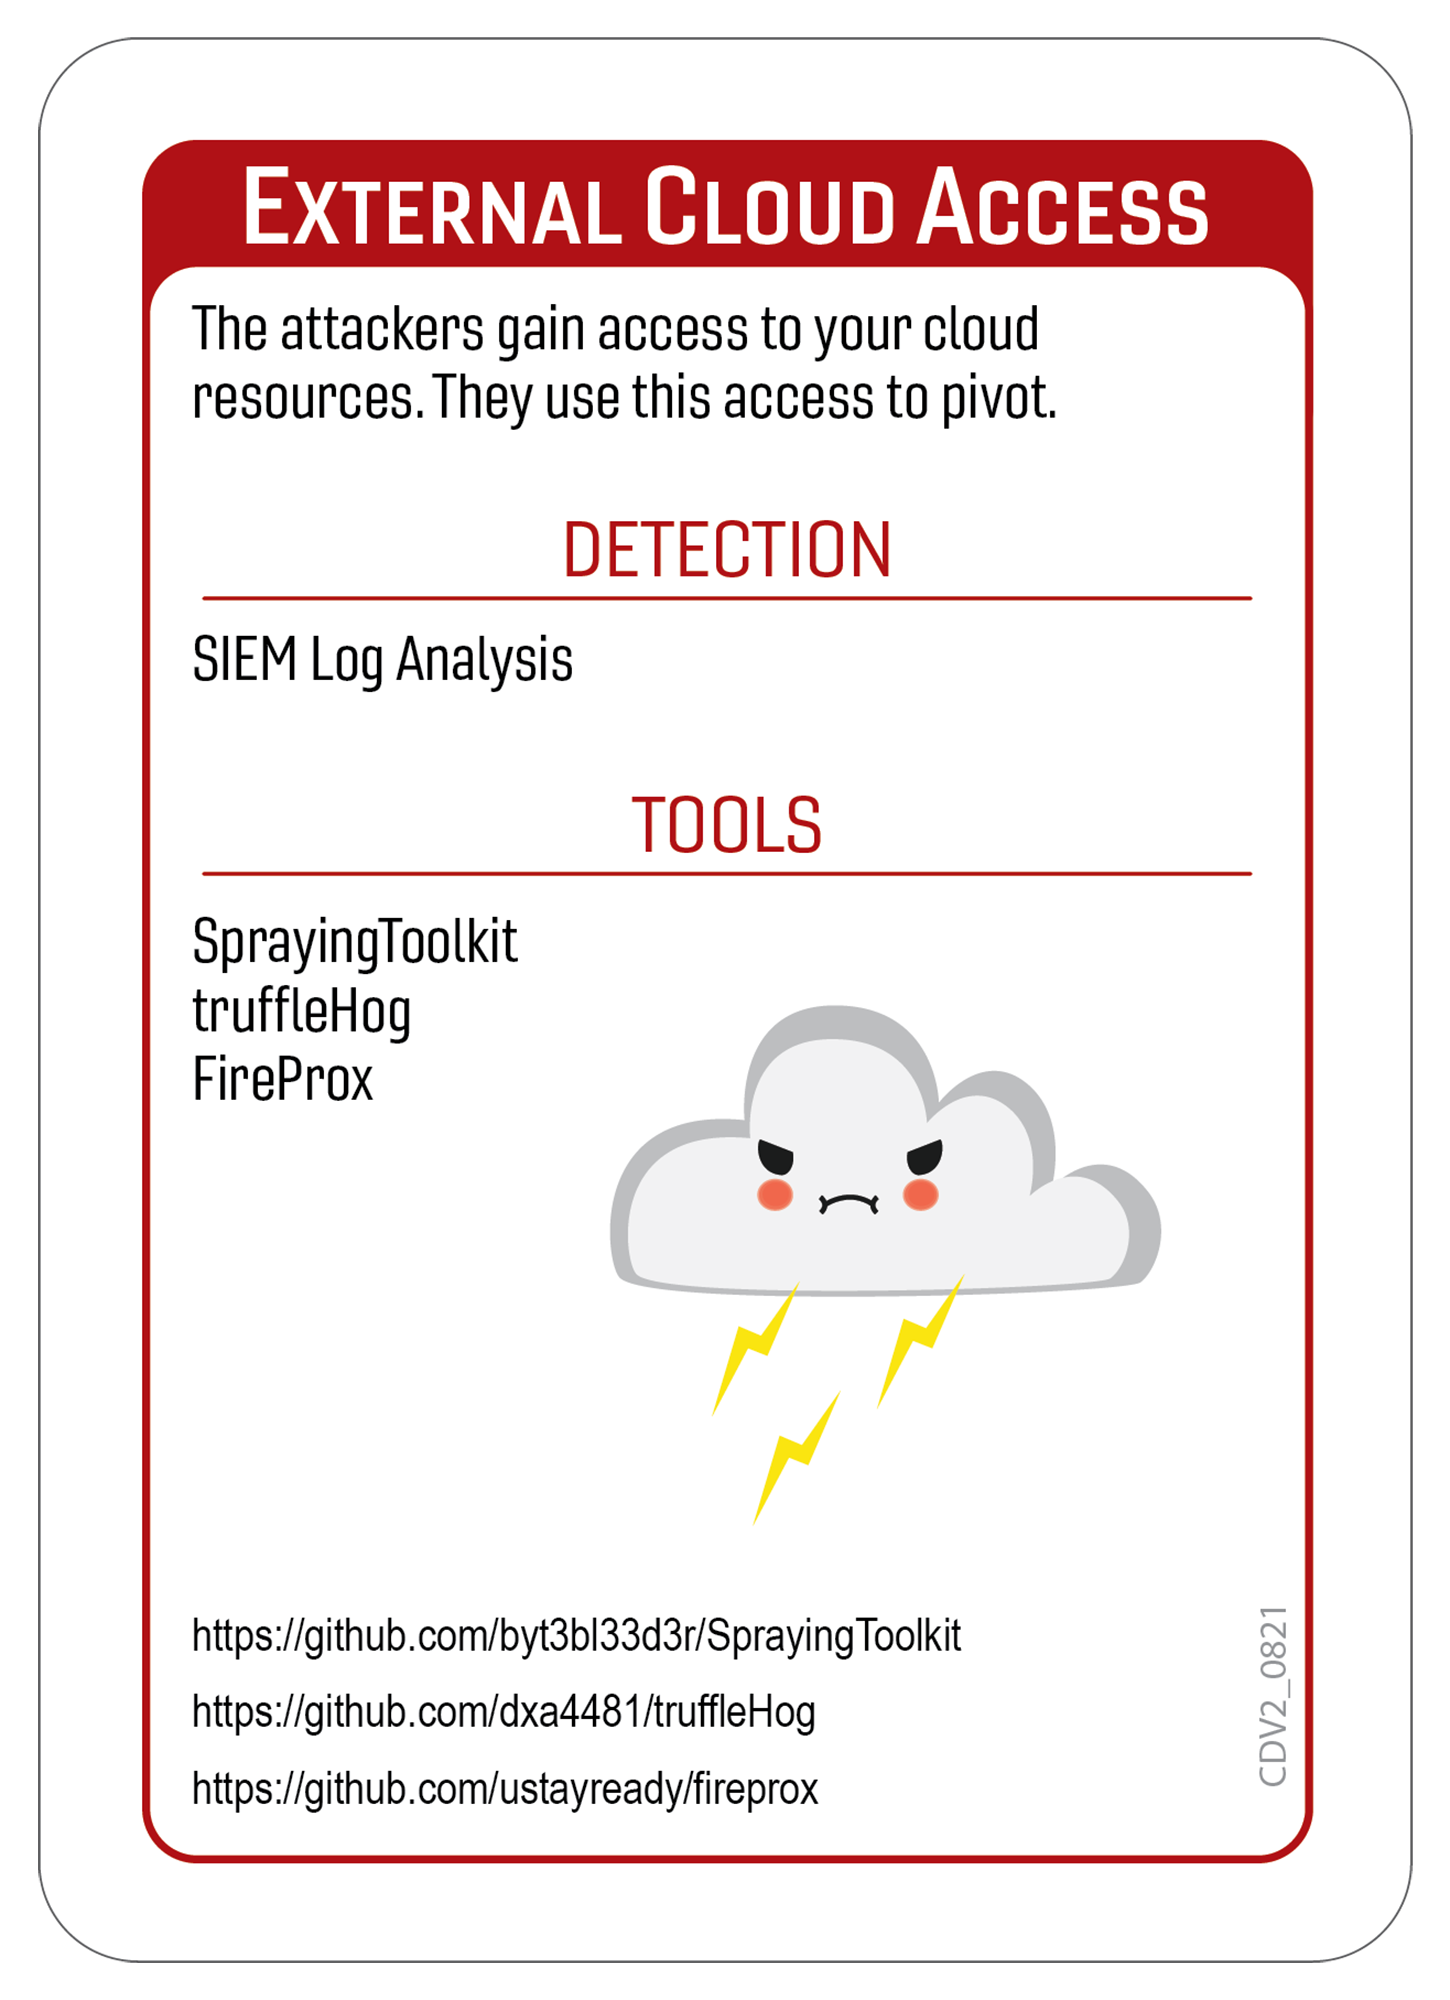 External Cloud Access
The attackers gain access to your cloud
resources. They use this access to pivot.
DETECTION
SIEM Log Analysis
TOOLS
SprayingToolkit
truffleHog
FireProx
https://github.com/byt3bl33d3r/SprayingToolkit
https://github.com/dxa4481/truffleHog
https://github.com/ustayready/fireprox
CDV2_0821